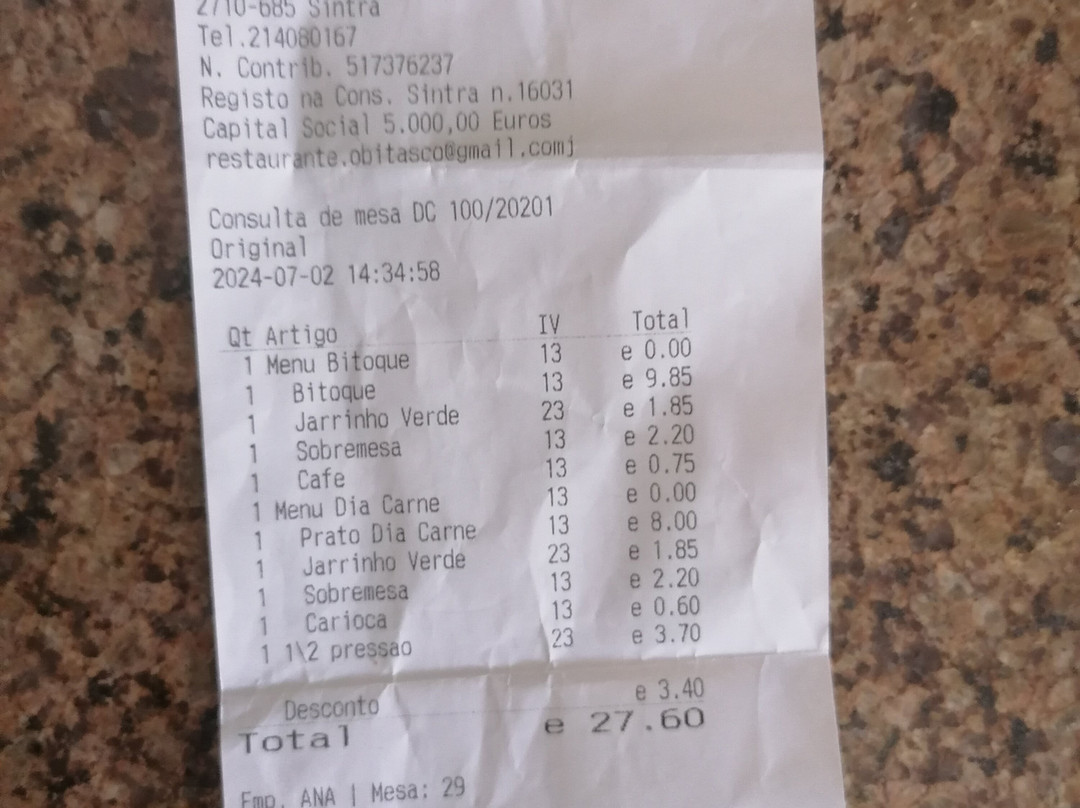 2710-685 Sintra
Tel.214080167
N. Contrib. 517376237
Registo na Cons. Sintra n.16031
Capital Social 5.000,00 Euros
restaurante.obitasco@gmail.comj
Consulta de mesa DC 100/20201
Original
2024-07-02 14:34:58
Qt Artigo IV Total
1 Menu Bitoque 13 e 0.00
1 Bitoque 13 e 9.85
1 Jarrinho Verde 23 e 1.85
1 Sobremesa 13 e 2.20
1 Cafe 13 e 0.75
1 Menu Dia Carne 13 e 0.00
1 Prato Dia Carne 13 e 8.00
1 Jarrinho Verde 23 e 1.85
1 Sobremesa 13 e 2.20
1 Carioca 13 e 0.60
1 1\2 pressao 23 e 3.70
Desconto e 3.40
Total e 27.60
Emp. ANA | Mesa: 29